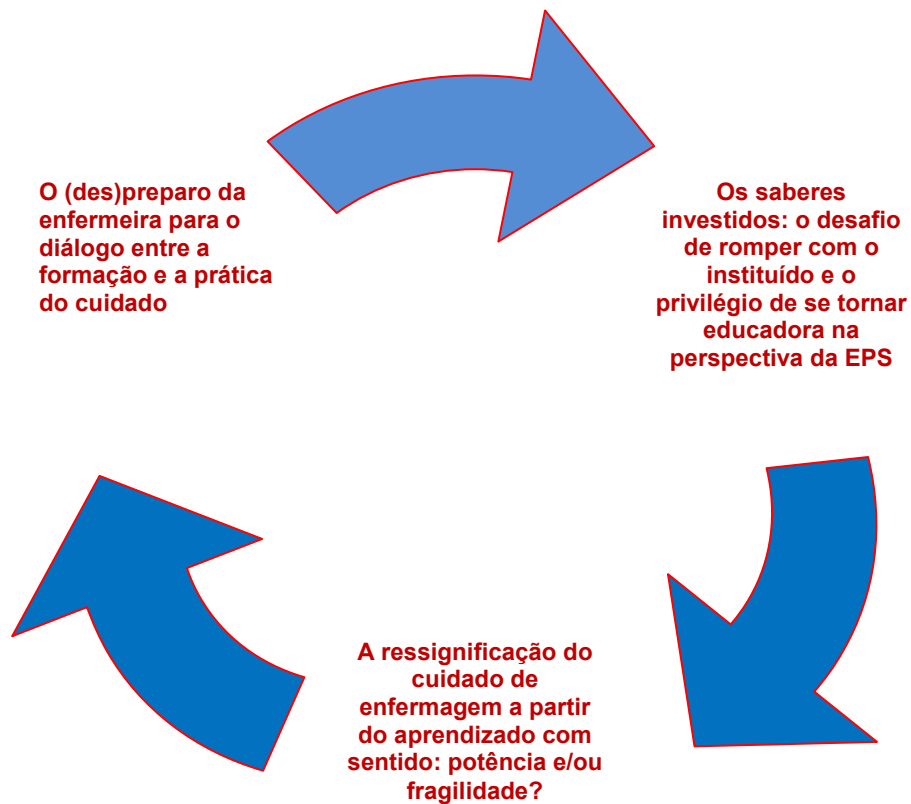 O (des)preparo da
enfermeira para o
diálogo entre a
formação e a prática
do cuidado
Os saberes
investidos: o desafio
de romper com o
instituído e o
privilégio de se tornar
educadora na
perspectiva da EPS
A ressignificação do
cuidado de
enfermagem a partir
do aprendizado com
sentido: potência e/ou
fragilidade?